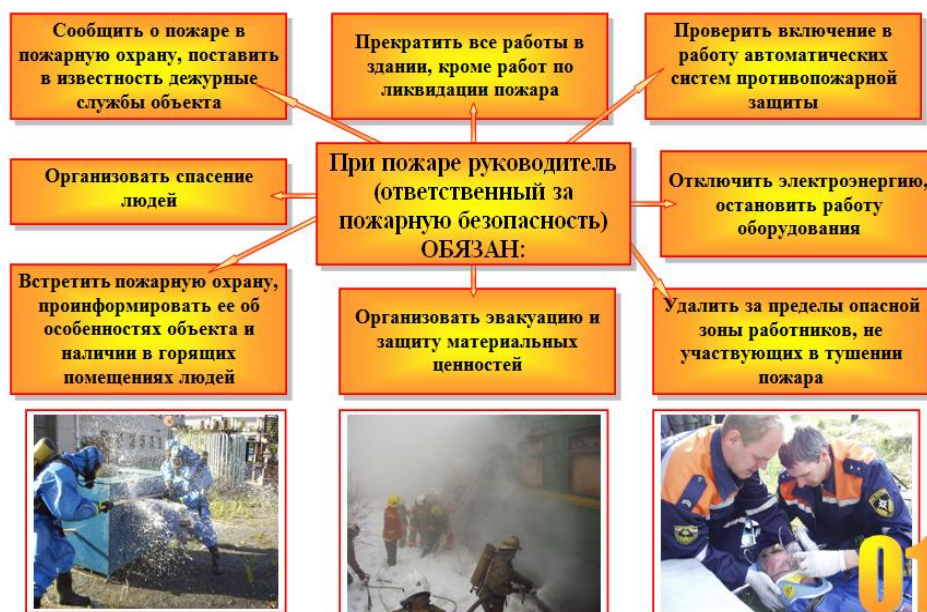 Сообщить о пожаре в
пожарную охрану, поставить
в известность дежурные
службы объекта
Прекратить все работы в
здании, кроме работ по
ликвидации пожара
Проверить включение в
работу автоматических
систем противопожарной
защиты
При пожаре руководитель
(ответственный за
пожарную безопасность)
ОБЯЗАН:
Организовать спасение
людей
Отключить электроэнергию,
остановить работу
оборудования
Встретить пожарную охрану,
проинформировать ее об
особенностях объекта и
наличии в горящих
помещениях людей
Организовать эвакуацию и
защиту материальных
ценностей
Удалить за пределы опасной
зоны работников, не
участвующих в тушении
пожара
01